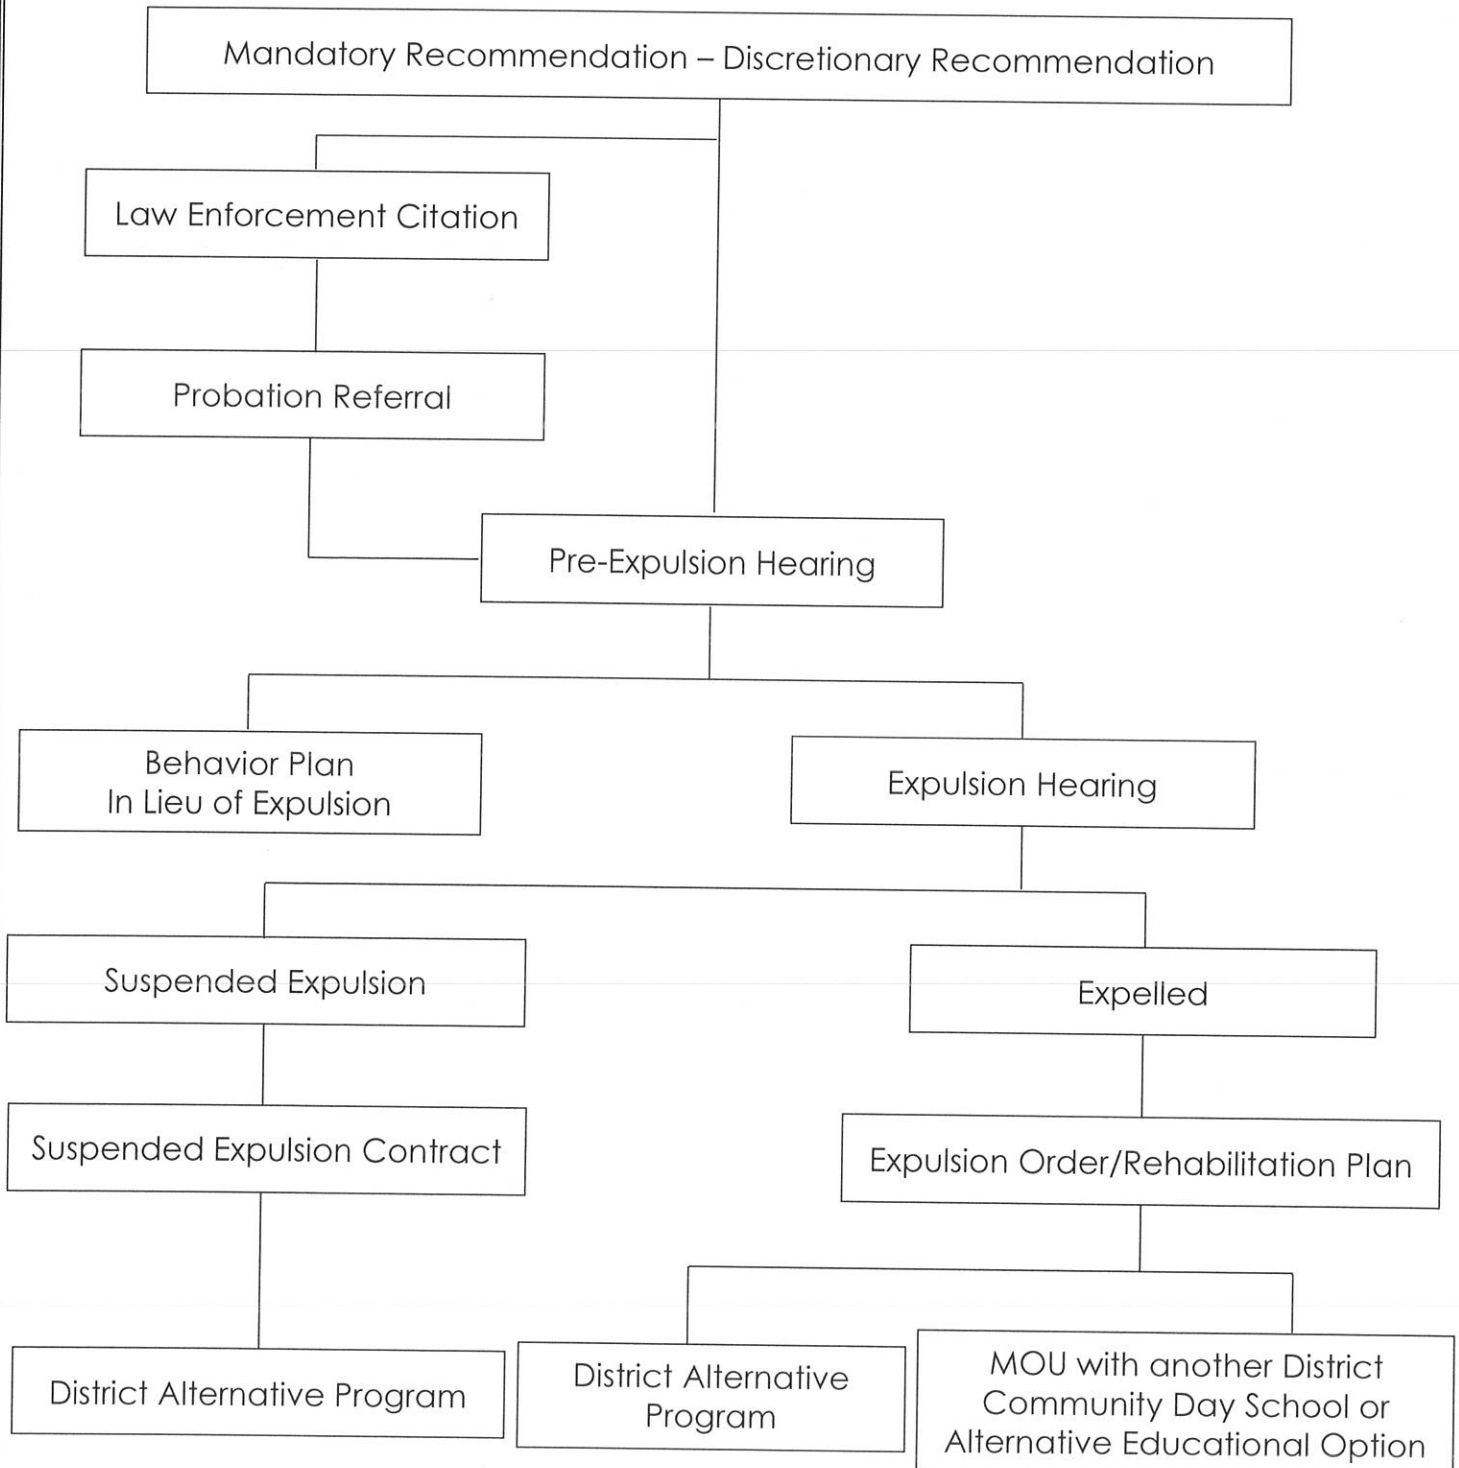 Mandatory Recommendation – Discretionary Recommendation
Law Enforcement Citation
Probation Referral
Pre-Expulsion Hearing
Behavior Plan
In Lieu of Expulsion
Expulsion Hearing
Suspended Expulsion
Expelled
Suspended Expulsion Contract
Expulsion Order/Rehabilitation Plan
District Alternative Program
District Alternative
Program
MOU with another District
Community Day School or
Alternative Educational Option